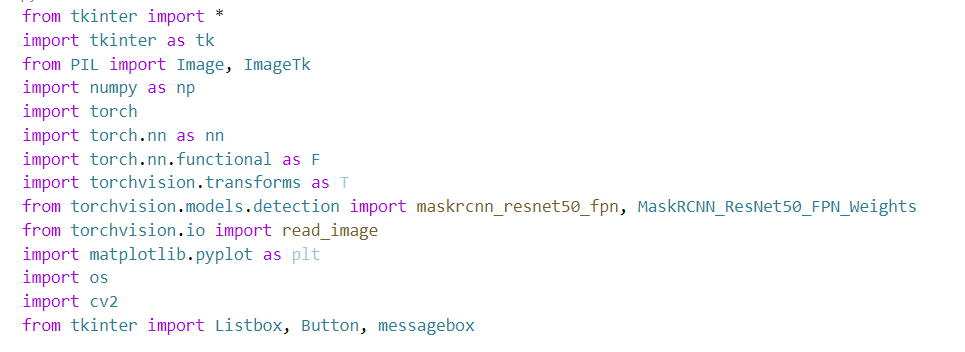 from tkinter import *
import tkinter as tk
from PIL import Image, ImageTk
import numpy as np
import torch
import torch.nn as nn
import torch.nn.functional as F
import torchvision.transforms as T
from torchvision.models.detection import maskrcnn_resnet50_fpn, MaskRCNN_ResNet50_FPN_Weights
from torchvision.io import read_image
import matplotlib.pyplot as plt
import os
import cv2
from tkinter import Listbox, Button, messagebox